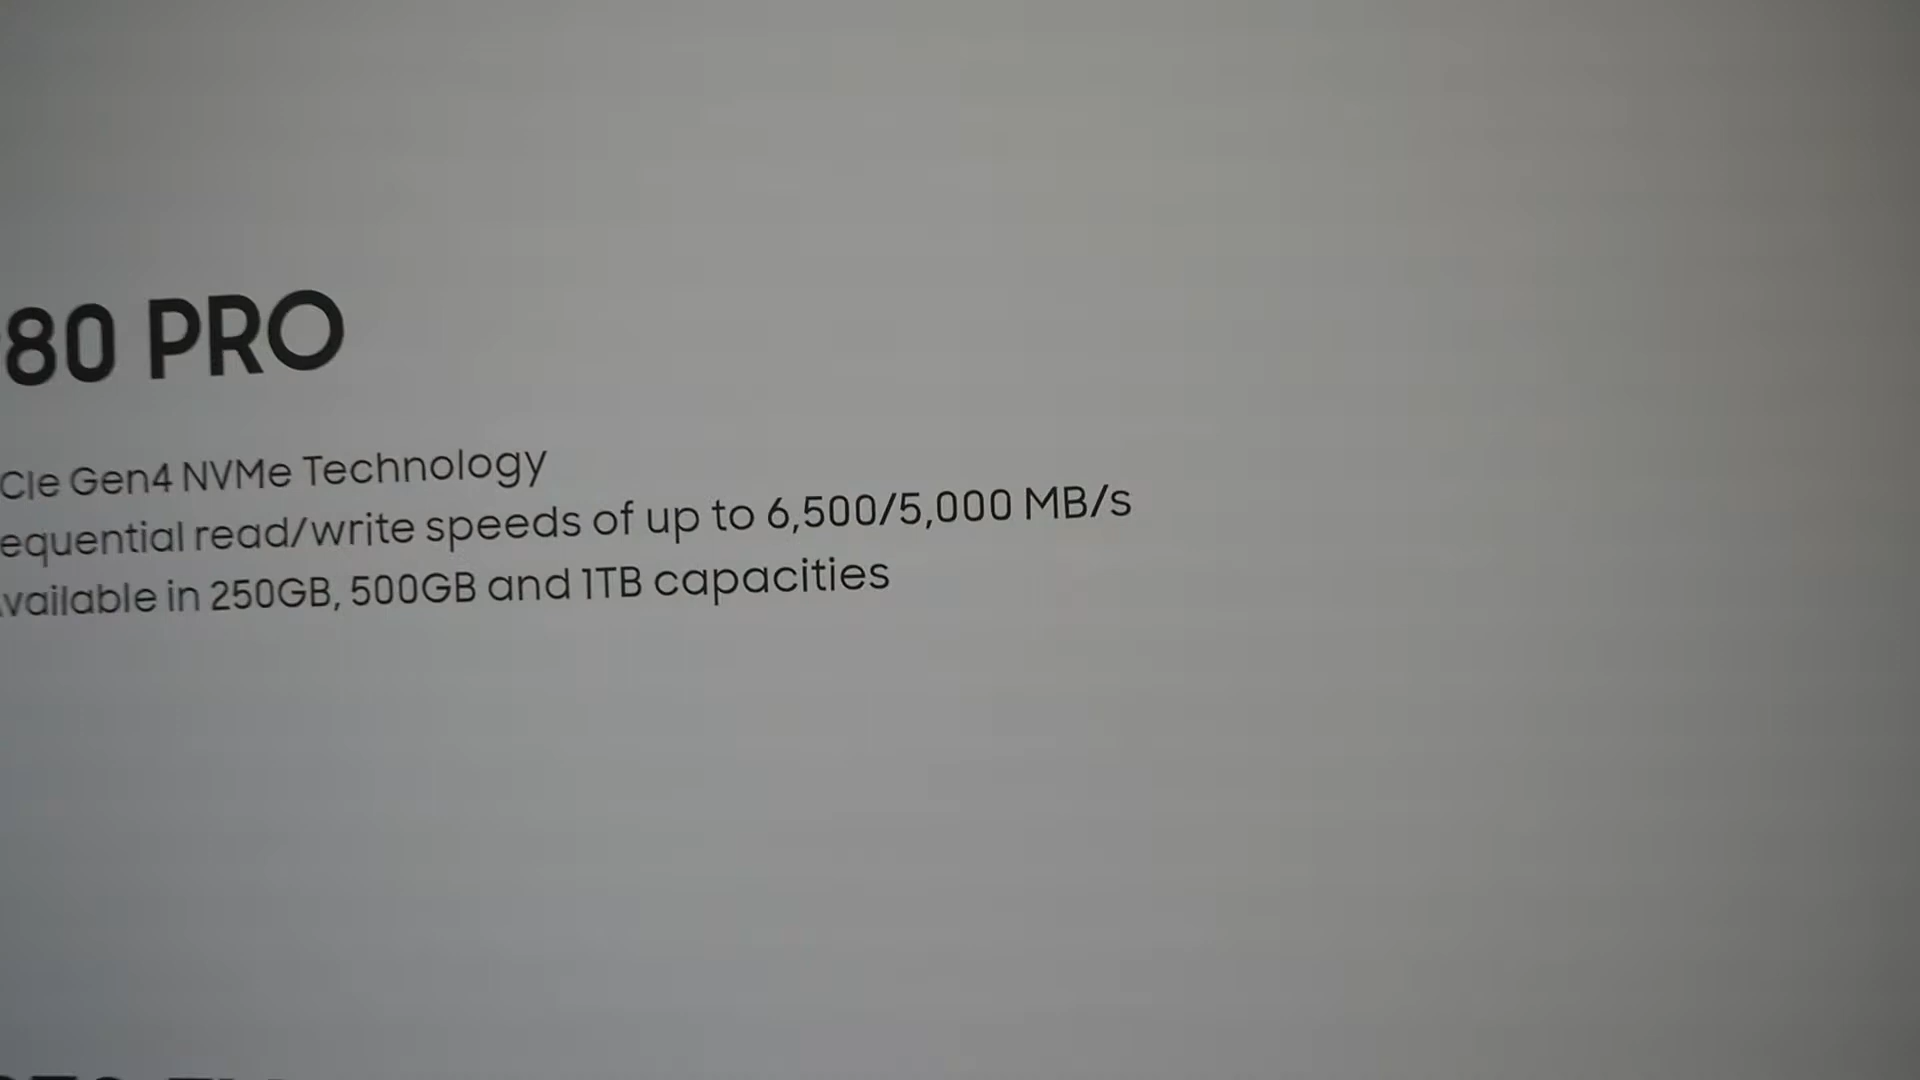 80 PRO
CIe Gen4 NVMe Technology
equential read/write speeds of up to 6,500/5,000 MB/s
vailable in 250GB, 500GB and 1TB capacities